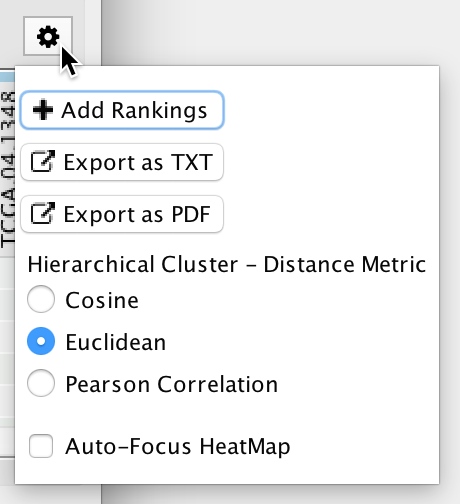 TCGA.04.1348
Add Rankings
Export as TXT
Export as PDF
Hierarchical Cluster – Distance Metric
Cosine
Euclidean
Pearson Correlation
Auto–Focus HeatMap